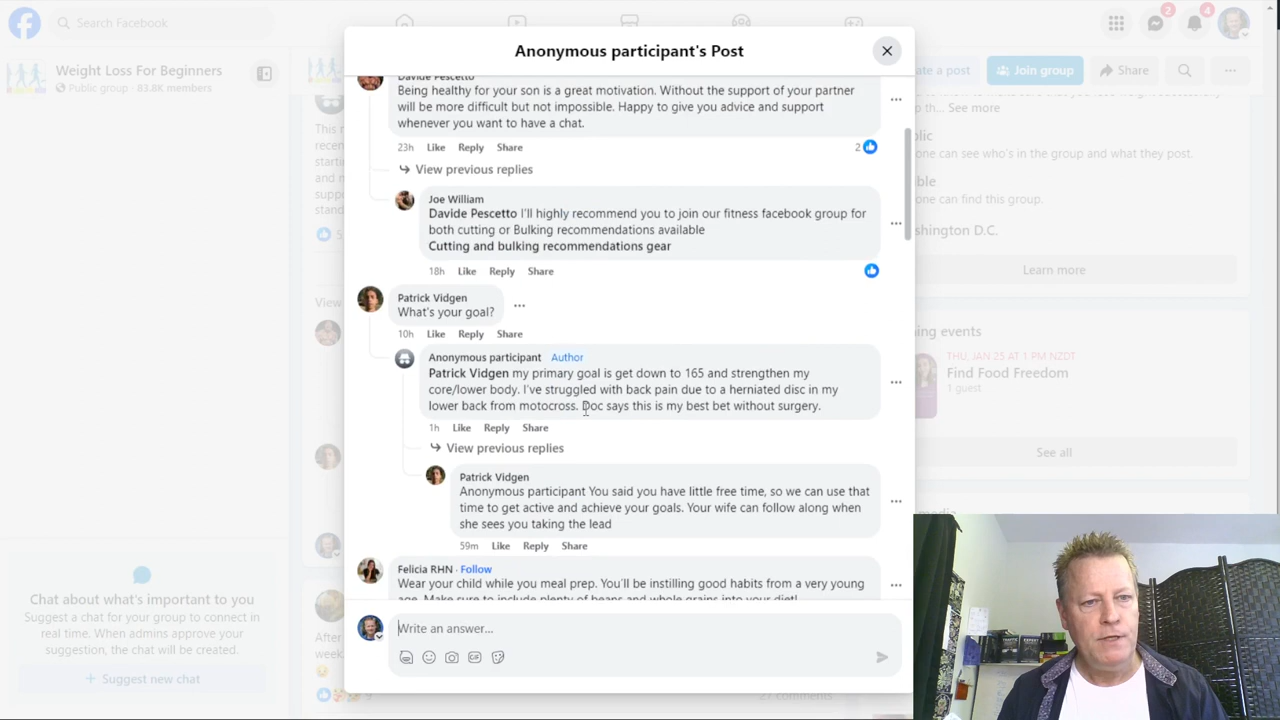 Search Facebook
2
4
Weight Loss For Beginners
Public group · 83.8K members
Anonymous participant's Post
ate a post
Join group
Share
See more
one can see who's in the group and what they post.
one can find this group.
shington D.C.
Learn more
ng events
THU, JAN 25 AT 1 PM NZDT
Find Food Freedom
1 guest
See all
Davide Pescetto
Being healthy for your son is a great motivation. Without the support of your partner
will be more difficult but not impossible. Happy to give you advice and support
whenever you want to have a chat.
23h Like Reply Share 2
View previous replies
Joe William
Davide Pescetto I'll highly recommend you to join our fitness facebook group for
both cutting or Bulking recommendations available
Cutting and bulking recommendations gear
18h Like Reply Share
Patrick Vidgen
What's your goal?
10h Like Reply Share
Anonymous participant Author
Patrick Vidgen my primary goal is get down to 165 and strengthen my
core/lower body. I've struggled with back pain due to a herniated disc in my
lower back from motocross. Doc says this is my best bet without surgery.
1h Like Reply Share
View previous replies
Patrick Vidgen
Anonymous participant You said you have little free time, so we can use that
time to get active and achieve your goals. Your wife can follow along when
she sees you taking the lead
59m Like Reply Share
Felicia RHN · Follow
Wear your child while you meal prep. You'll be instilling good habits from a very young
age. Make sure to include plenty of beans and whole grains into your diet!
Write an answer...
Chat about what's important to you
Suggest a chat for your group to connect in
real time. When admins approve your
suggestion, the chat will be created.
+ Suggest new chat